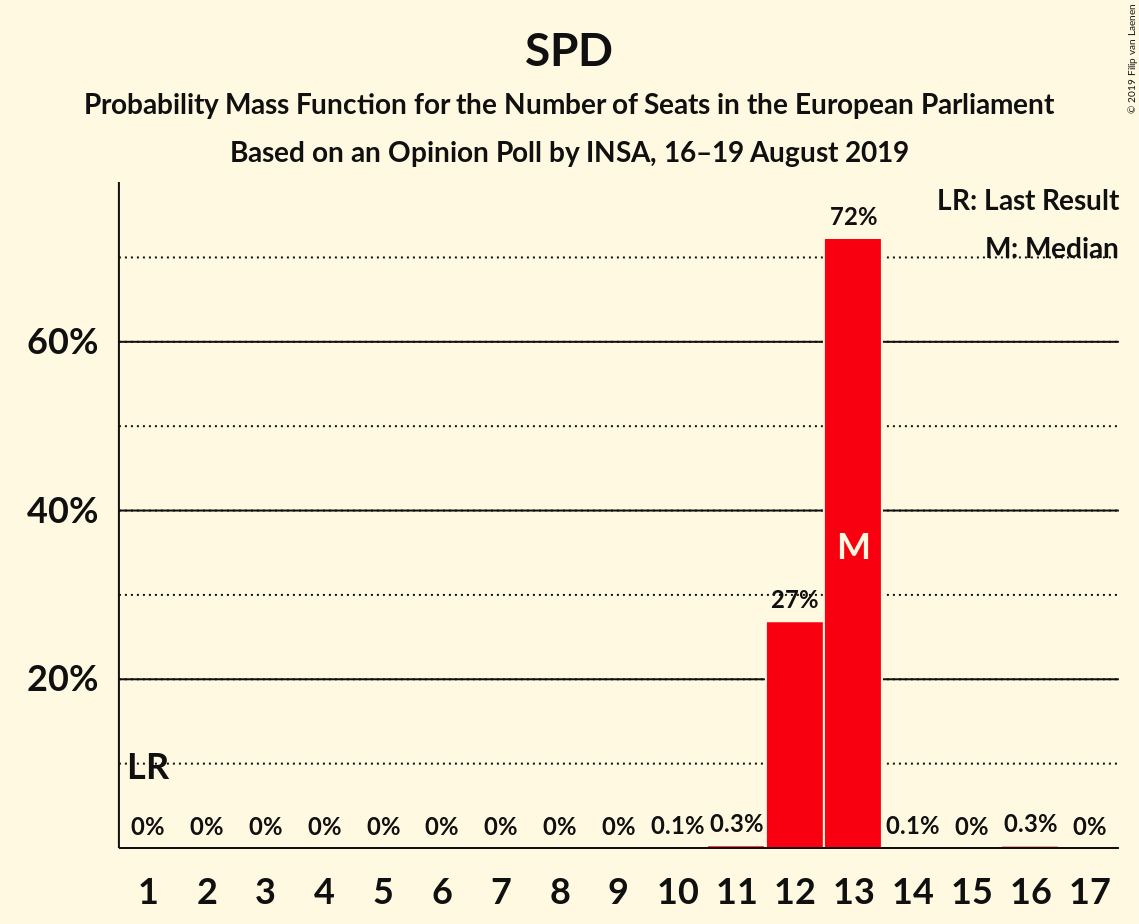 SPD
Probability Mass Function for the Number of Seats in the European Parliament
Based on an Opinion Poll by INSA, 16–19 August 2019
© 2019 Filip van Laenen
LR: Last Result
M: Median
72%
60%
40%
M
27%
20%
LR
0% 0% 0% 0% 0% 0% 0% 0% 0% 0.1% 0.3% 0.1% 0% 0.3% 0%
1 2 3 4 5 6 7 8 9 10 11 12 13 14 15 16 17